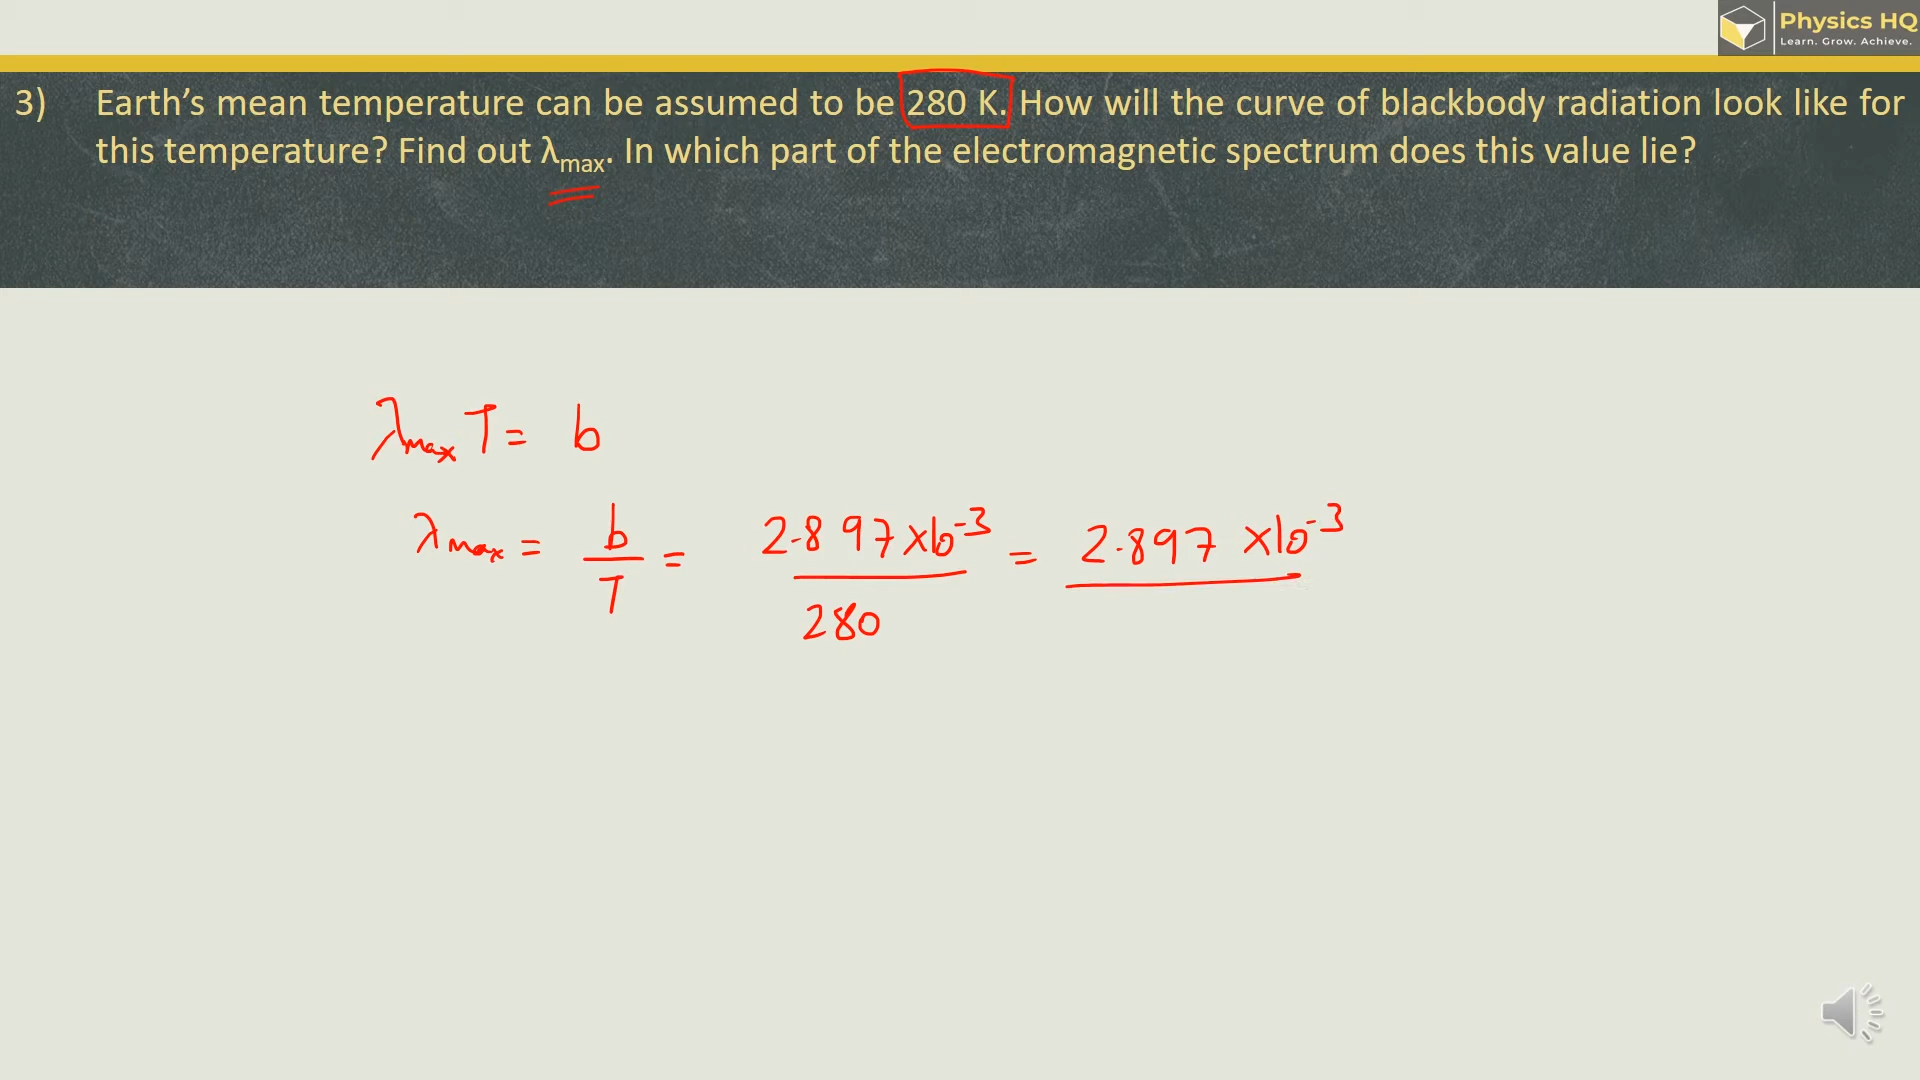 Physics HQ
Learn. Grow. Achieve.
3) Earth’s mean temperature can be assumed to be 280 K. How will the curve of blackbody radiation look like for
this temperature? Find out λmax. In which part of the electromagnetic spectrum does this value lie?
λmax T = b
λmax = b/T = 2.897 x10^-3/280 = 2.897 x10^-3